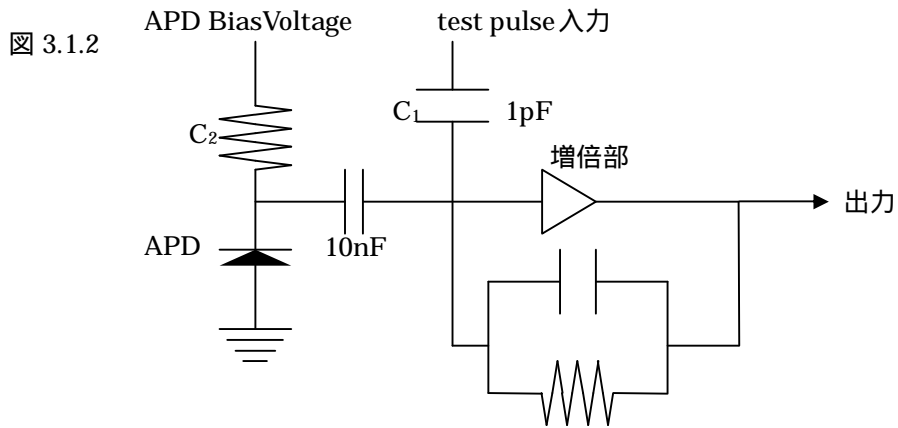 図 3.1.2
APD BiasVoltage
test pulse入力
C₂
C₁
1pF
増倍部
出力
APD
10nF